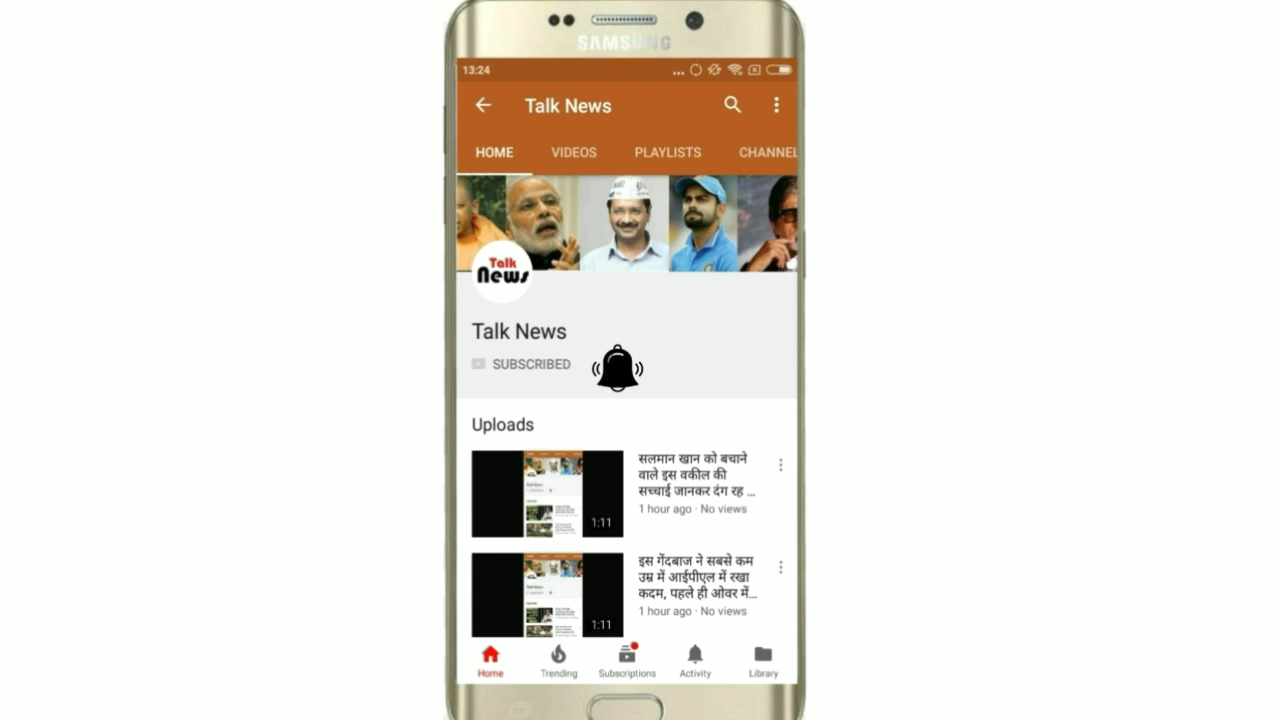 SAMSUNG
13:24
Talk News
HOME VIDEOS PLAYLISTS CHANNEL
Talk
News
Talk News
SUBSCRIBED
Uploads
सलमान खान को बचाने
वाले इस वकील की
सच्चाई जानकर दंग रह ...
1 hour ago · No views
1:11
इस गेंदबाज ने सबसे कम
उम्र में आईपीएल में रखा
कदम, पहले ही ओवर में...
1 hour ago · No views
1:11
Home Trending Subscriptions Activity Library